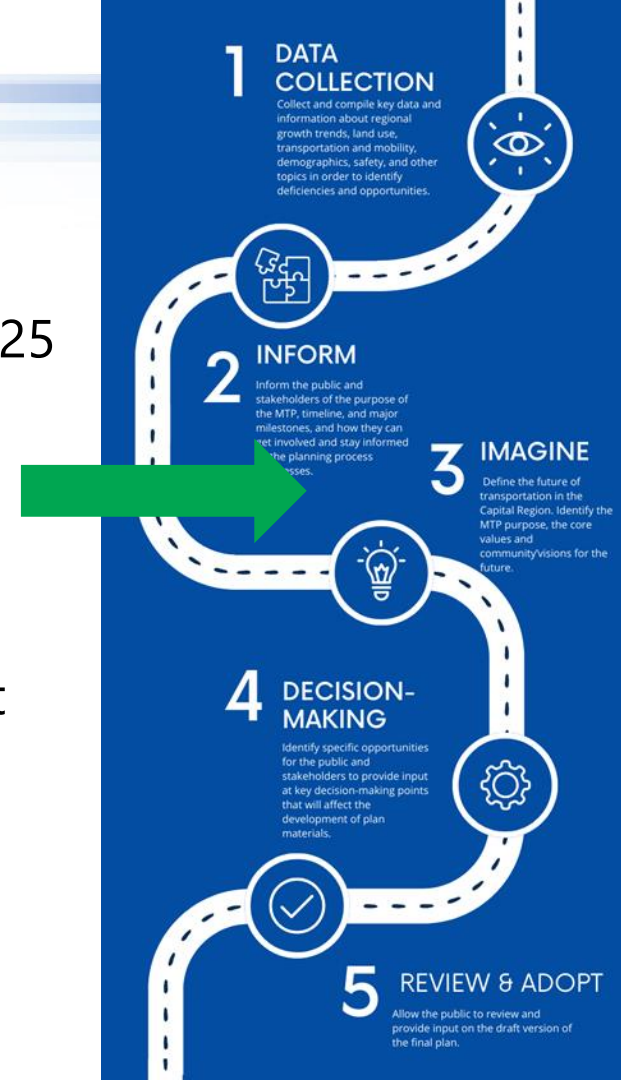 1
DATA
COLLECTION
Collect and compile key data and
information about regional
growth trends, land use,
transportation and mobility,
demographics, safety, and other
topics in order to identify
deficiencies and opportunities.
25
2
INFORM
Inform the public and
stakeholders of the purpose of
the MTP, timeline, and major
milestones, and how they can
get involved and stay informed
the planning process
3
IMAGINE
Define the future of
transportation in the
Capital Region. Identify the
MTP purpose, the core
values and
community'visions for the
future.
t
4
DECISION-
MAKING
Identify specific opportunities
for the public and
stakeholders to provide input
at key decision-making points
that will affect the
development of plan
materials.
5
REVIEW & ADOPT
Allow the public to review and
provide input on the draft version of
the final plan.